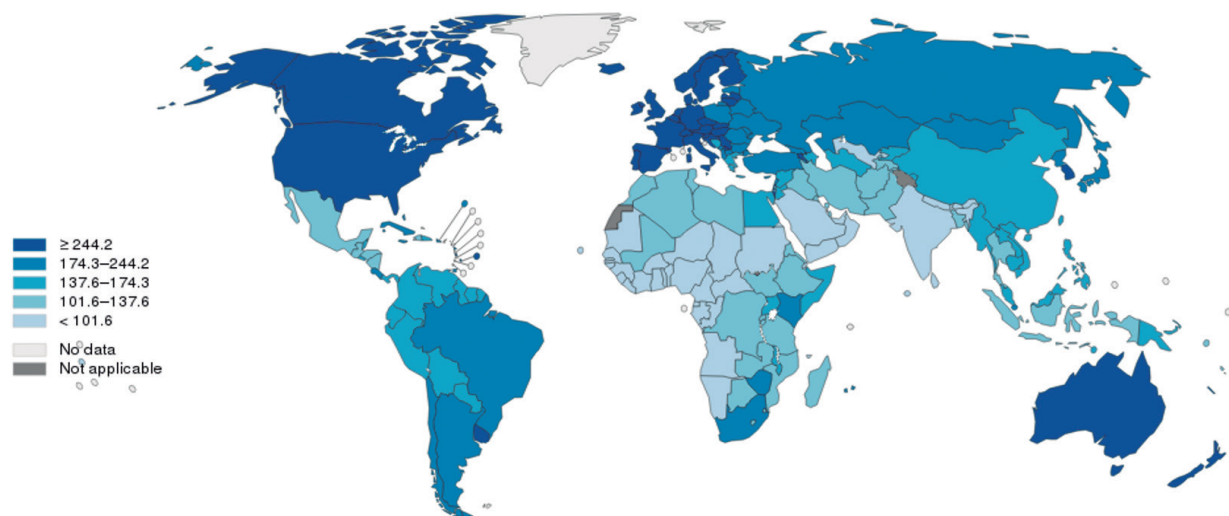 ≥ 244.2
174.3–244.2
137.6–174.3
101.6–137.6
< 101.6
No data
Not applicable